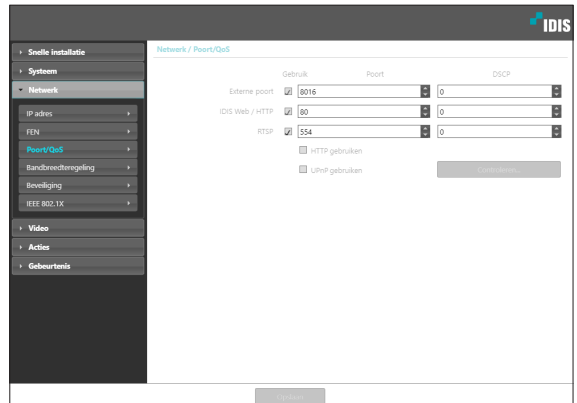 IDIS
Snelle installatie
Systeem
Netwerk
IP adres
FEN
Poort/QoS
Bandbreedteregeling
Beveiliging
IEEE 802.1X
Video
Acties
Gebeurtenis
Netwerk / Poort/QoS
Gebruik Poort DSCP
Externe poort 8016 0
IDIS Web / HTTP 80 0
RTSP 554 0
HTTP gebruiken
UPnP gebruiken Controleren...